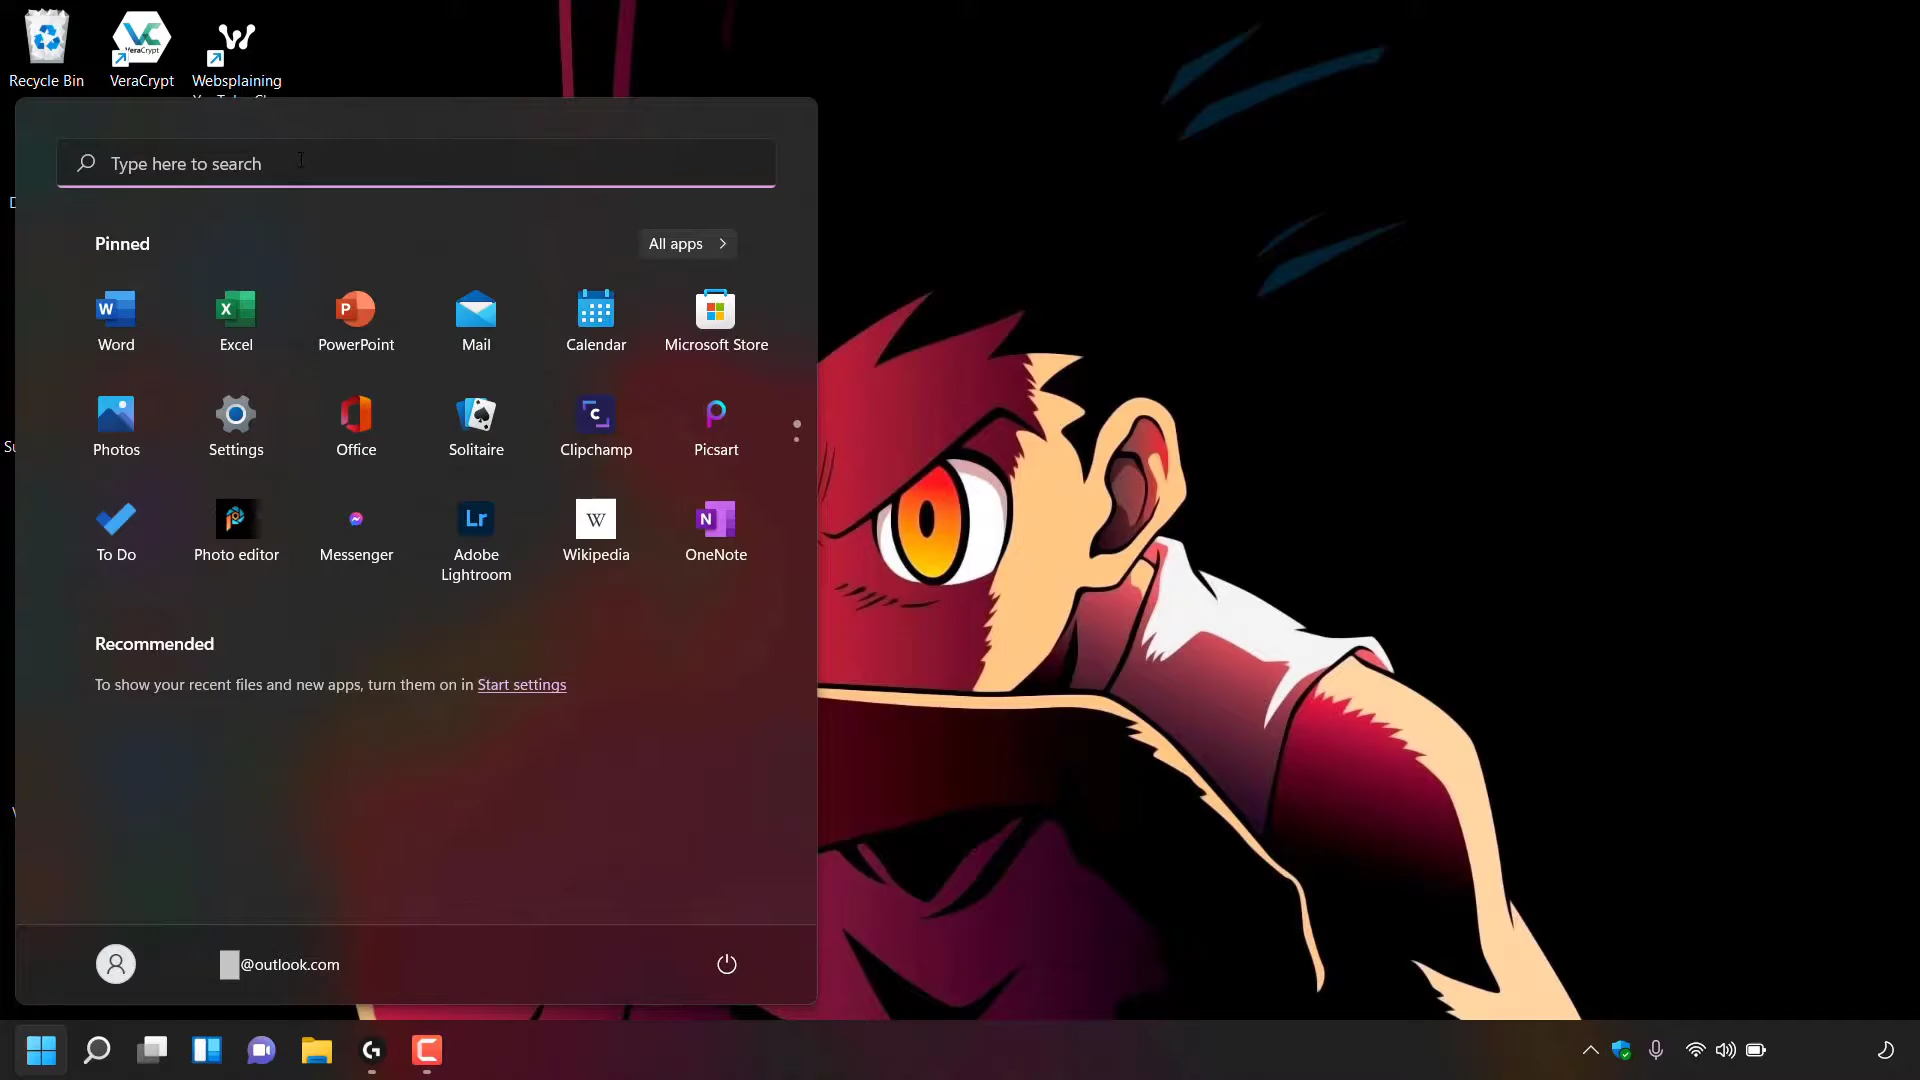 Recycle Bin
VeraCrypt
Websplaining
Type here to search
Pinned
All apps
Word
Excel
PowerPoint
Mail
Calendar
Microsoft Store
Photos
Settings
Office
Solitaire
Clipchamp
Picsart
To Do
Photo editor
Messenger
Adobe
Lightroom
Wikipedia
OneNote
Recommended
To show your recent files and new apps, turn them on in Start settings
@outlook.com